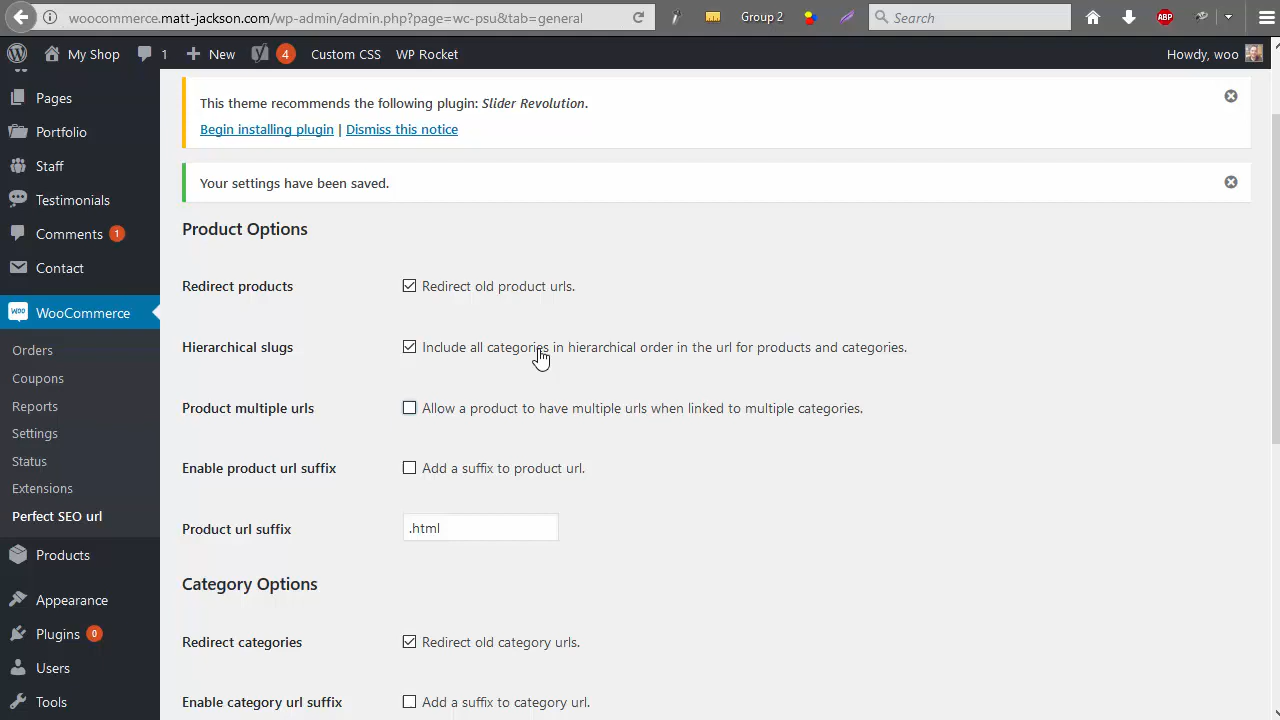 woocommerce.matt-jackson.com/wp-admin/admin.php?page=wc-psu&tab=general
Group 2
Search
ABP
My Shop
1
New
4
Custom CSS
WP Rocket
Howdy, woo
Pages
Portfolio
Staff
Testimonials
Comments 1
Contact
WooCommerce
Orders
Coupons
Reports
Settings
Status
Extensions
Perfect SEO url
Products
Appearance
Plugins 0
Users
Tools
This theme recommends the following plugin: Slider Revolution.
Begin installing plugin | Dismiss this notice
Your settings have been saved.
Product Options
Redirect products
Redirect old product urls.
Hierarchical slugs
Include all categories in hierarchical order in the url for products and categories.
Product multiple urls
Allow a product to have multiple urls when linked to multiple categories.
Enable product url suffix
Add a suffix to product url.
Product url suffix
.html
Category Options
Redirect categories
Redirect old category urls.
Enable category url suffix
Add a suffix to category url.